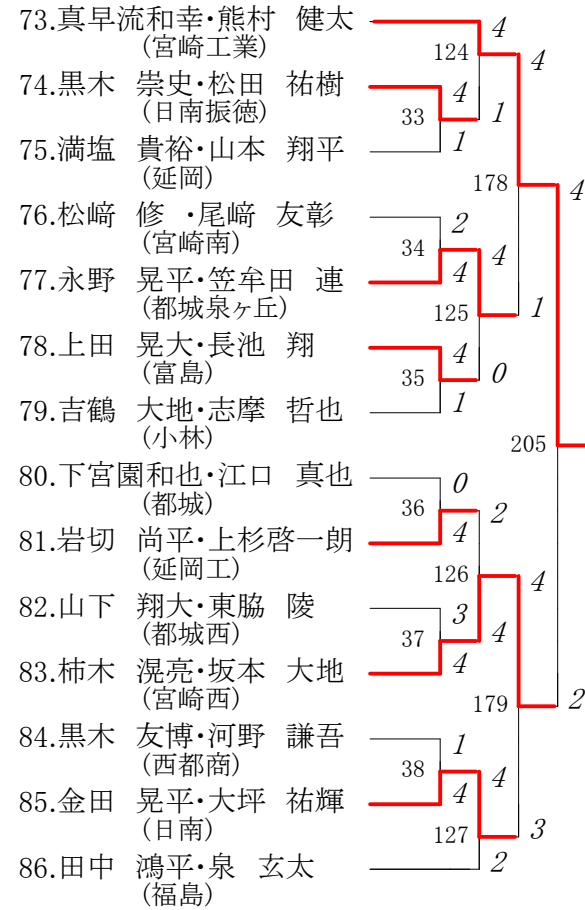 73.真早流和幸・熊村 健太 4
(宮崎工業) 124 4
74.黒木 崇史・松田 祐樹 4
(日南振徳) 33 1
75.満塩 貴裕・山本 翔平 1
(延岡) 178 4
76.松﨑 修 ・尾﨑 友彰 2
(宮崎南) 34 4
77.永野 晃平・笠牟田 連 4
(都城泉ヶ丘) 125 1
78.上田 晃大・長池 翔 4
(富島) 35 0
79.吉鶴 大地・志摩 哲也 1
(小林) 205
80.下宮園和也・江口 真也 0
(都城) 36 2
81.岩切 尚平・上杉啓一朗 4
(延岡工) 126 4
82.山下 翔大・東脇 陵 3
(都城西) 37 4
83.柿木 滉亮・坂本 大地 4
(宮崎西) 179 2
84.黒木 友博・河野 謙吾 1
(西都商) 38 4
85.金田 晃平・大坪 祐輝 4
(日南) 127 3
86.田中 鴻平・泉 玄太 2
(福島)